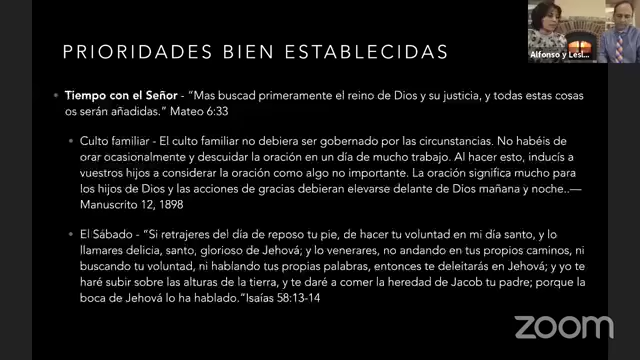 Alfonso y Lesl...
PRIORIDADES BIEN ESTABLECIDAS
• Tiempo con el Señor - “Mas buscad primeramente el reino de Dios y su justicia, y todas estas cosas
os serán añadidas.” Mateo 6:33
• Culto familiar - El culto familiar no debiera ser gobernado por las circunstancias. No habéis de
orar ocasionalmente y descuidar la oración en un día de mucho trabajo. Al hacer esto, inducís a
vuestros hijos a considerar la oración como algo no importante. La oración significa mucho para
los hijos de Dios y las acciones de gracias debieran elevarse delante de Dios mañana y noche..—
Manuscrito 12, 1898
• El Sábado - “Si retrajeres del día de reposo tu pie, de hacer tu voluntad en mi día santo, y lo
llamares delicia, santo, glorioso de Jehová; y lo venerares, no andando en tus propios caminos, ni
buscando tu voluntad, ni hablando tus propias palabras, entonces te deleitarás en Jehová; y yo te
haré subir sobre las alturas de la tierra, y te daré a comer la heredad de Jacob tu padre; porque la
boca de Jehová lo ha hablado.”Isaías 58:13-14
zoom